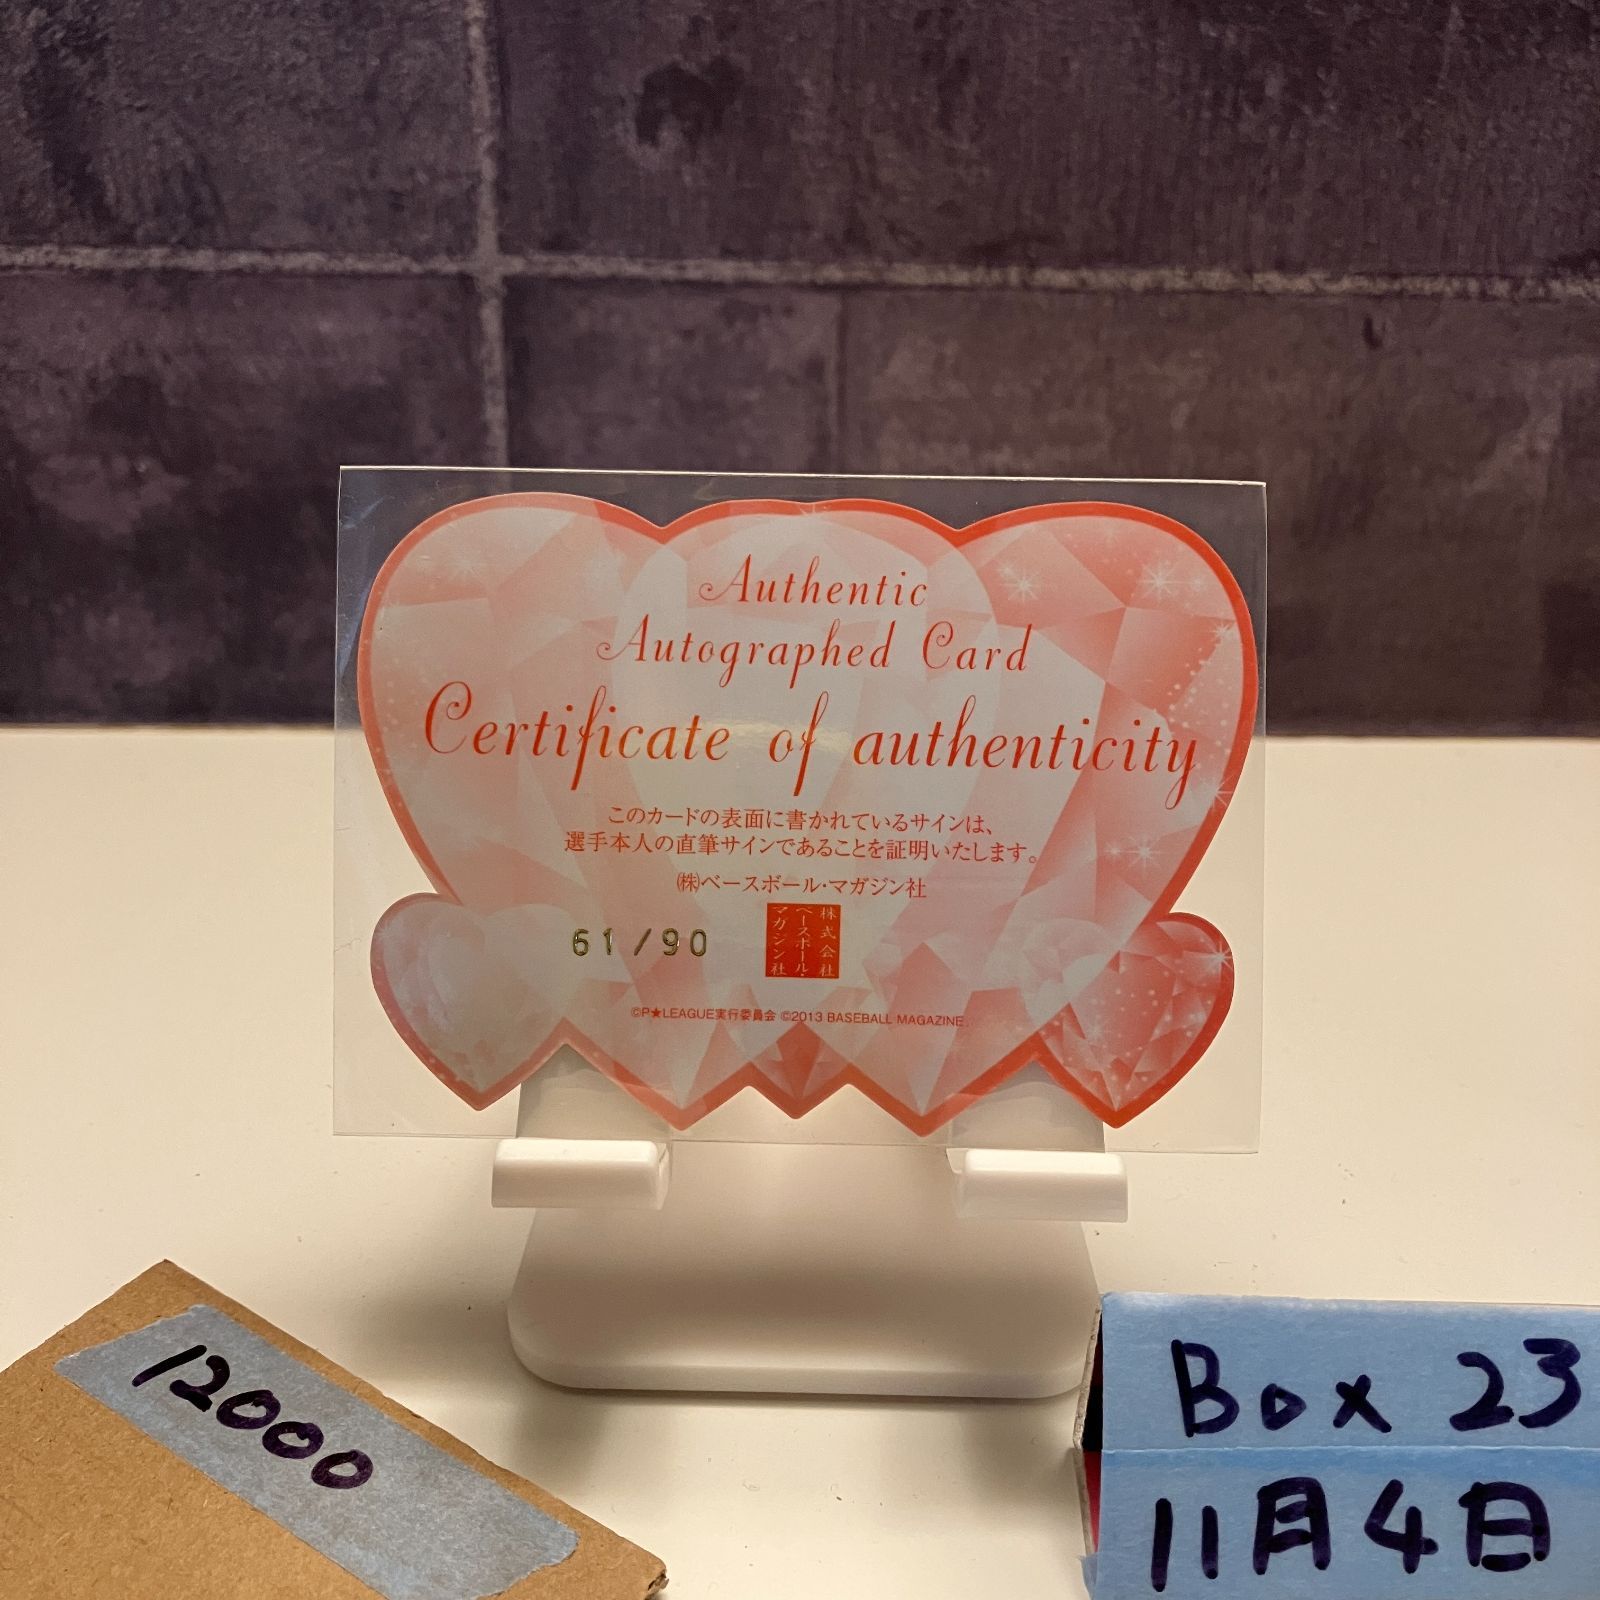 Authentic
Autographed Card
Certificate of authenticity
このカードの表面に書かれているサインは、
選手本人の直筆サインであることを証明いたします。
㈱ベースボール・マガジン社
61/90
株式会社
ベースボール・
マガジン社
©P★LEAGUE実行委員会 ©2013 BASEBALL MAGAZINE.
12000
Box 23
11月4日